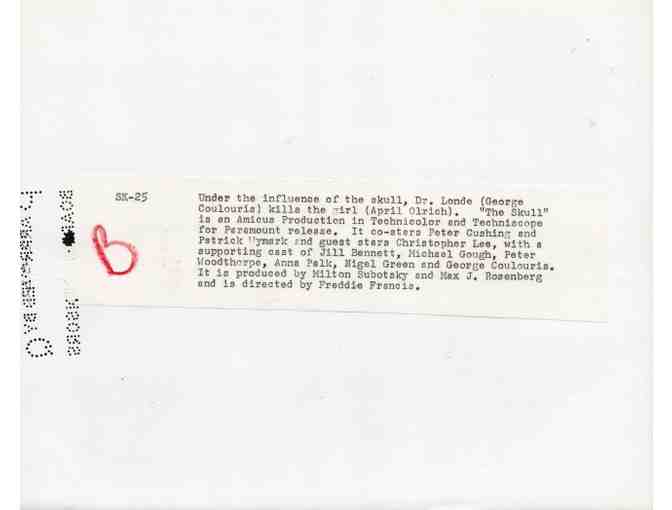 SK-25
Under the influence of the skull, Dr. Londe (George
Coulouris) kills the girl (April Olrich). "The Skull"
is an Amicus Production in Technicolor and Techniscope
for Paramount release. It co-stars Peter Cushing and
Patrick Wymark and guest stars Christopher Lee, with a
supporting cast of Jill Bennett, Michael Gough, Peter
Woodthorpe, Anna Palk, Nigel Green and George Coulouris.
It is produced by Milton Subotsky and Max J. Rosenberg
and is directed by Freddie Francis.
b